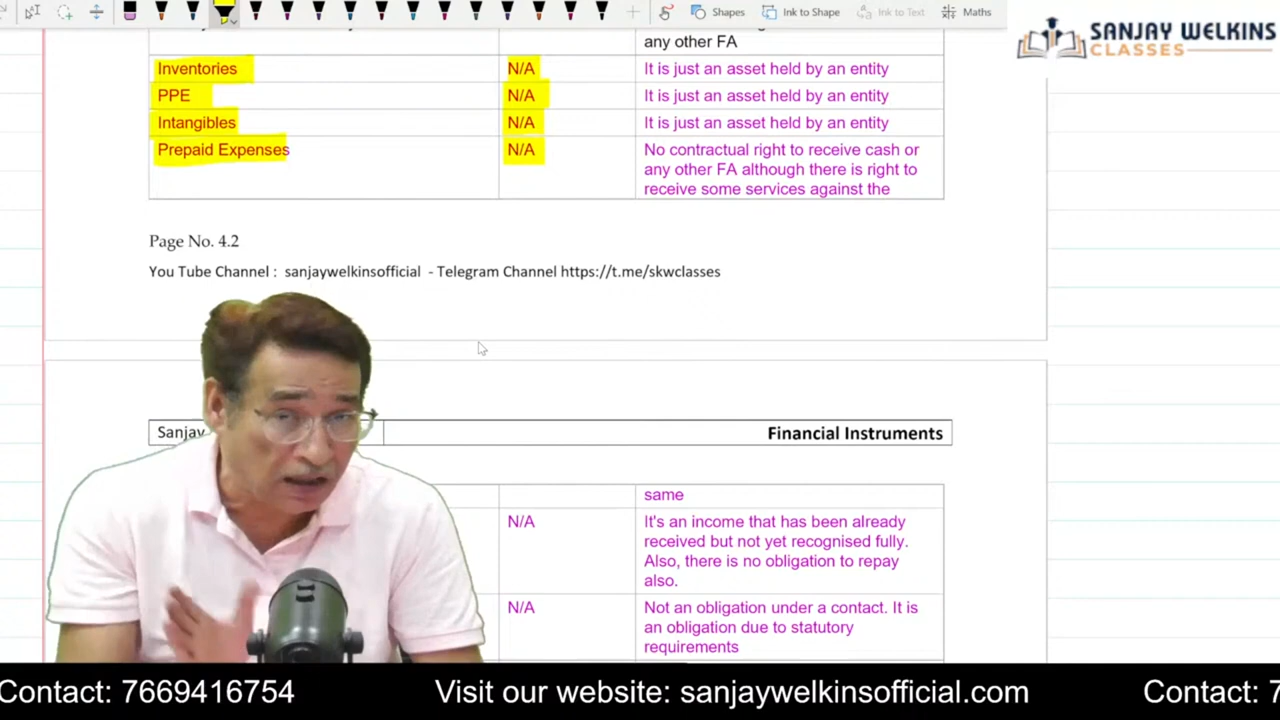 Shapes
Ink to Shape
Ink to Text
Maths
SANJAY WELKINS
CLASSES
any other FA
Inventories N/A It is just an asset held by an entity
PPE N/A It is just an asset held by an entity
Intangibles N/A It is just an asset held by an entity
Prepaid Expenses N/A No contractual right to receive cash or
any other FA although there is right to
receive some services against the
Page No. 4.2
You Tube Channel : sanjaywelkinsofficial - Telegram Channel https://t.me/skwclasses
Sanjay Financial Instruments
same
N/A It's an income that has been already
received but not yet recognised fully.
Also, there is no obligation to repay
also.
N/A Not an obligation under a contact. It is
an obligation due to statutory
requirements
Contact: 7669416754 Visit our website: sanjaywelkinsofficial.com Contact: 7